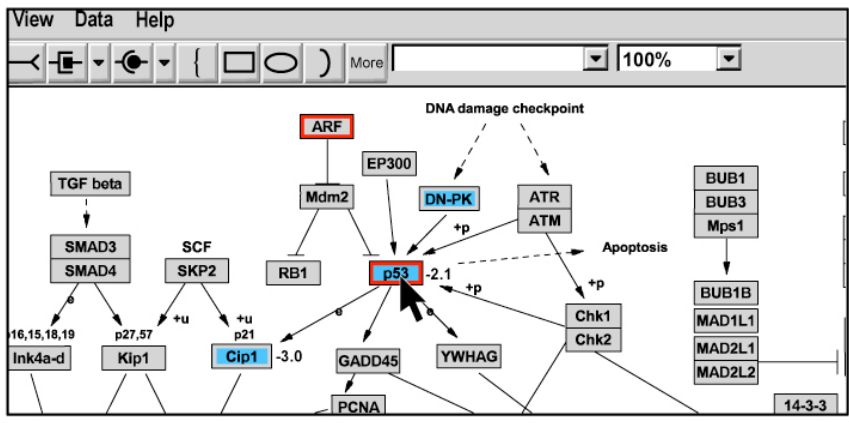 View Data Help
More
100%
DNA damage checkpoint
ARF
EP300
TGF beta
Mdm2
DN-PK
ATR
ATM
BUB1
BUB3
Mps1
+p
SMAD3
SMAD4
SCF
SKP2
RB1
p53
-2.1
Apoptosis
+p
+p
e
+u
+u
e
e
BUB1B
MAD1L1
MAD2L1
MAD2L2
Chk1
Chk2
16,15,18,19
p27,57
p21
Ink4a-d
Kip1
Cip1
-3.0
GADD45
YWHAG
PCNA
14-3-3